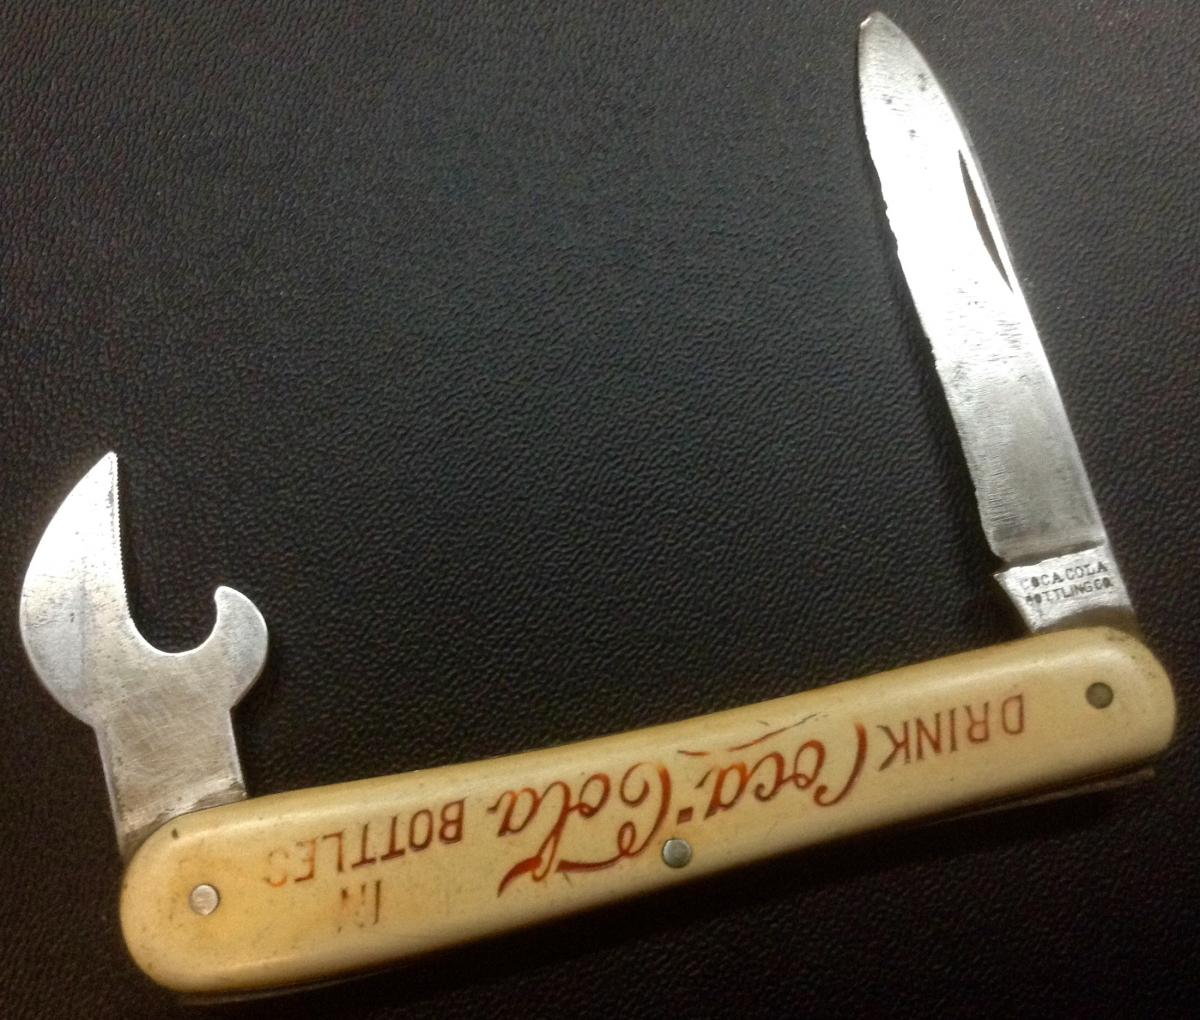 COCA COLA
BOTTLING CO.
DRINK Coca-Cola
IN
BOTTLES